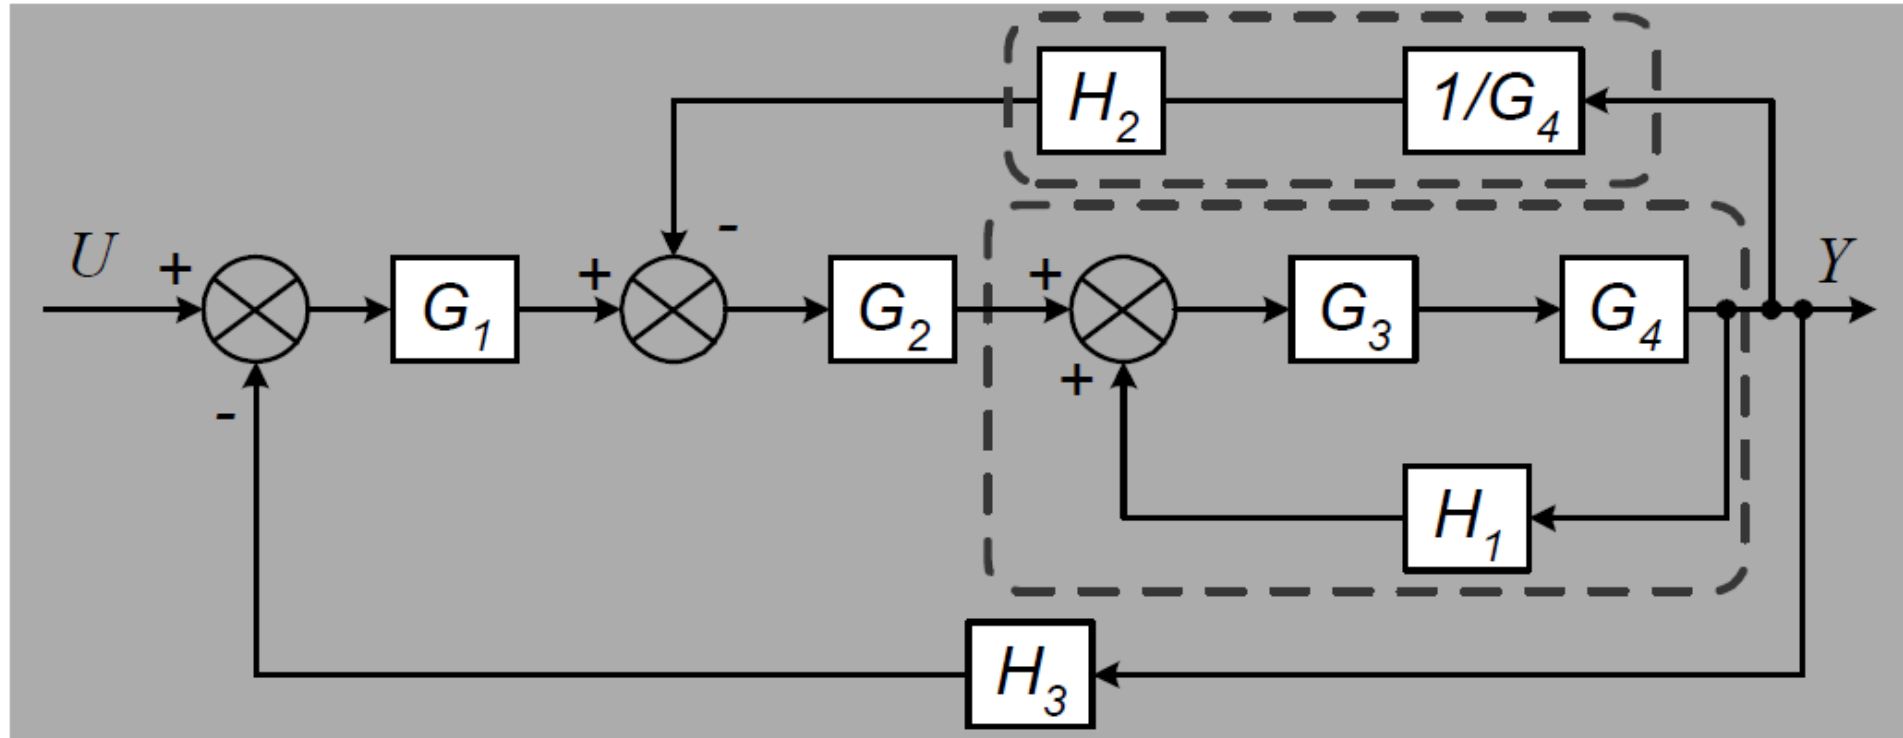 H2 1/G4
-
U + G1 + G2 + G3 G4 Y
- +
H1
H3